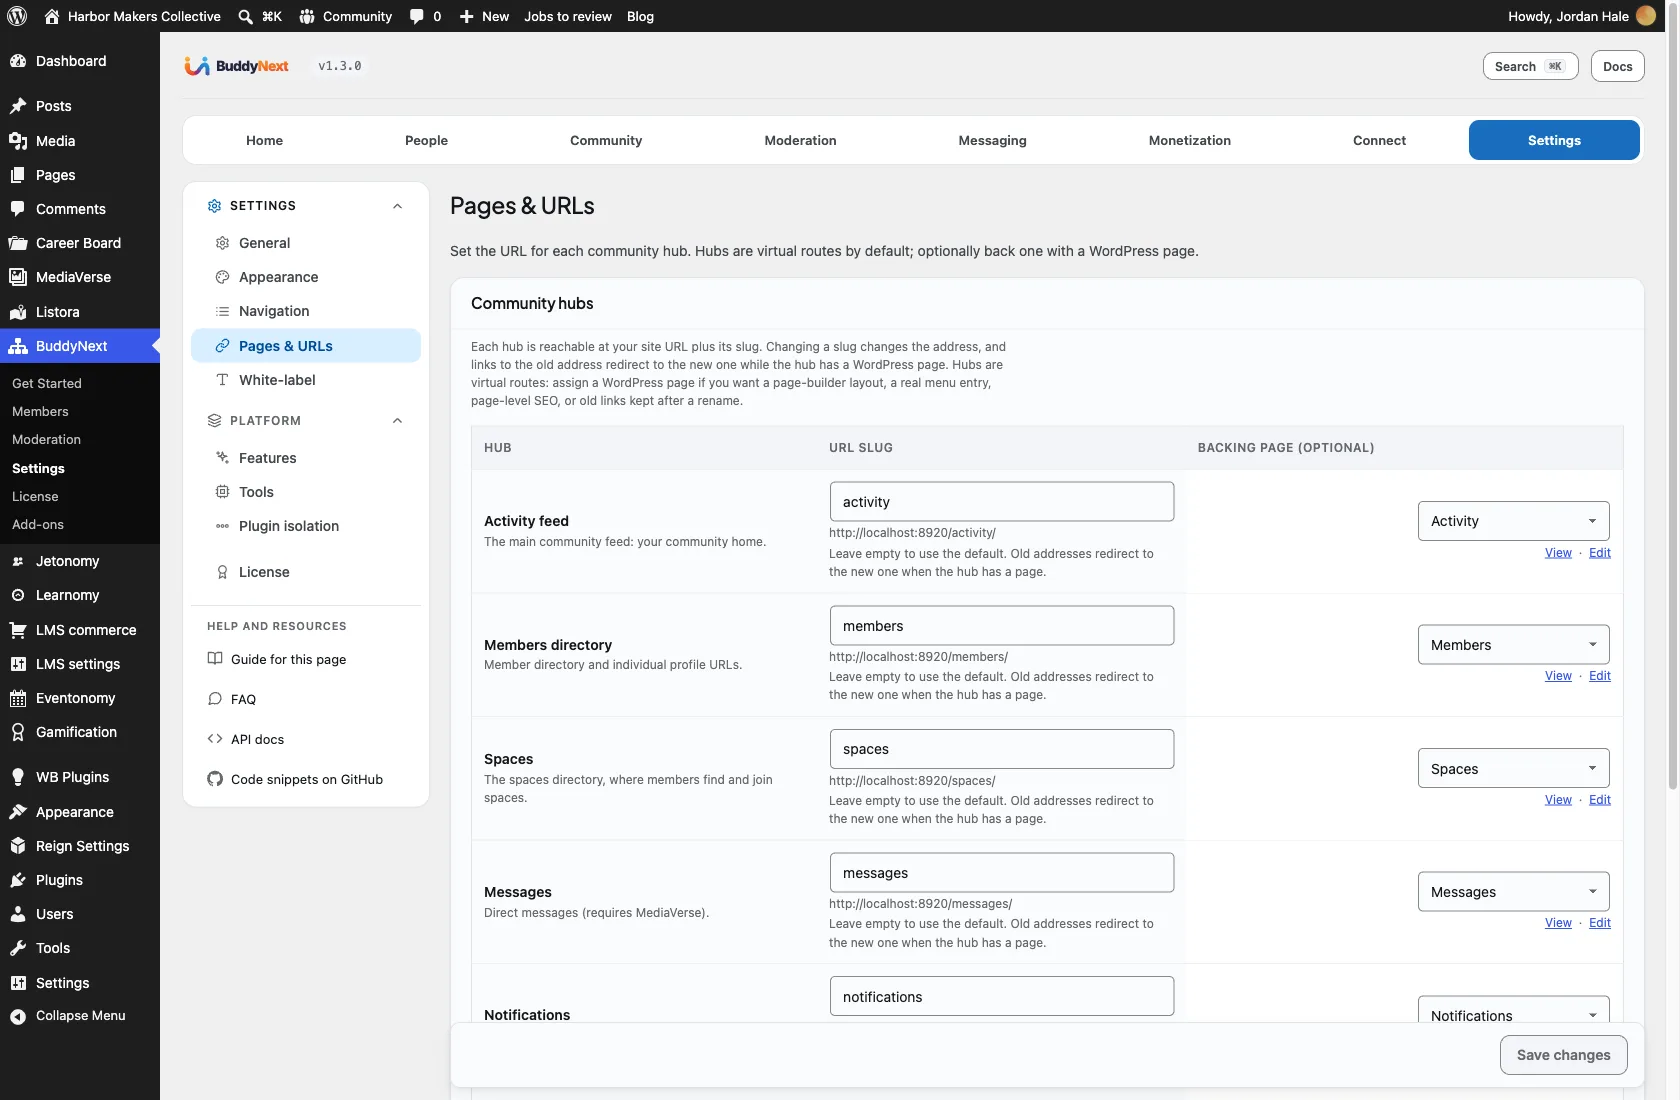 Harbor Makers Collective
⌘K
Community
0
New
Jobs to review
Blog
Howdy, Jordan Hale
Dashboard
Posts
Media
Pages
Comments
Career Board
MediaVerse
Listora
BuddyNext
Get Started
Members
Moderation
Settings
License
Add-ons
Jetonomy
Learnomy
LMS commerce
LMS settings
Eventonomy
Gamification
WB Plugins
Appearance
Reign Settings
Plugins
Users
Tools
Settings
Collapse Menu
BuddyNext
v1.3.0
Search ⌘K
Docs
Home
People
Community
Moderation
Messaging
Monetization
Connect
Settings
SETTINGS
General
Appearance
Navigation
Pages & URLs
White-label
PLATFORM
Features
Tools
Plugin isolation
License
HELP AND RESOURCES
Guide for this page
FAQ
API docs
Code snippets on GitHub
Pages & URLs
Set the URL for each community hub. Hubs are virtual routes by default; optionally back one with a WordPress page.
Community hubs
Each hub is reachable at your site URL plus its slug. Changing a slug changes the address, and
links to the old address redirect to the new one while the hub has a WordPress page. Hubs are
virtual routes: assign a WordPress page if you want a page-builder layout, a real menu entry,
page-level SEO, or old links kept after a rename.
HUB
URL SLUG
BACKING PAGE (OPTIONAL)
Activity feed
The main community feed: your community home.
activity
http://localhost:8920/activity/
Leave empty to use the default. Old addresses redirect to
the new one when the hub has a page.
Activity
View · Edit
Members directory
Member directory and individual profile URLs.
members
http://localhost:8920/members/
Leave empty to use the default. Old addresses redirect to
the new one when the hub has a page.
Members
View · Edit
Spaces
The spaces directory, where members find and join
spaces.
spaces
http://localhost:8920/spaces/
Leave empty to use the default. Old addresses redirect to
the new one when the hub has a page.
Spaces
View · Edit
Messages
Direct messages (requires MediaVerse).
messages
http://localhost:8920/messages/
Leave empty to use the default. Old addresses redirect to
the new one when the hub has a page.
Messages
View · Edit
Notifications
notifications
Notifications
Save changes